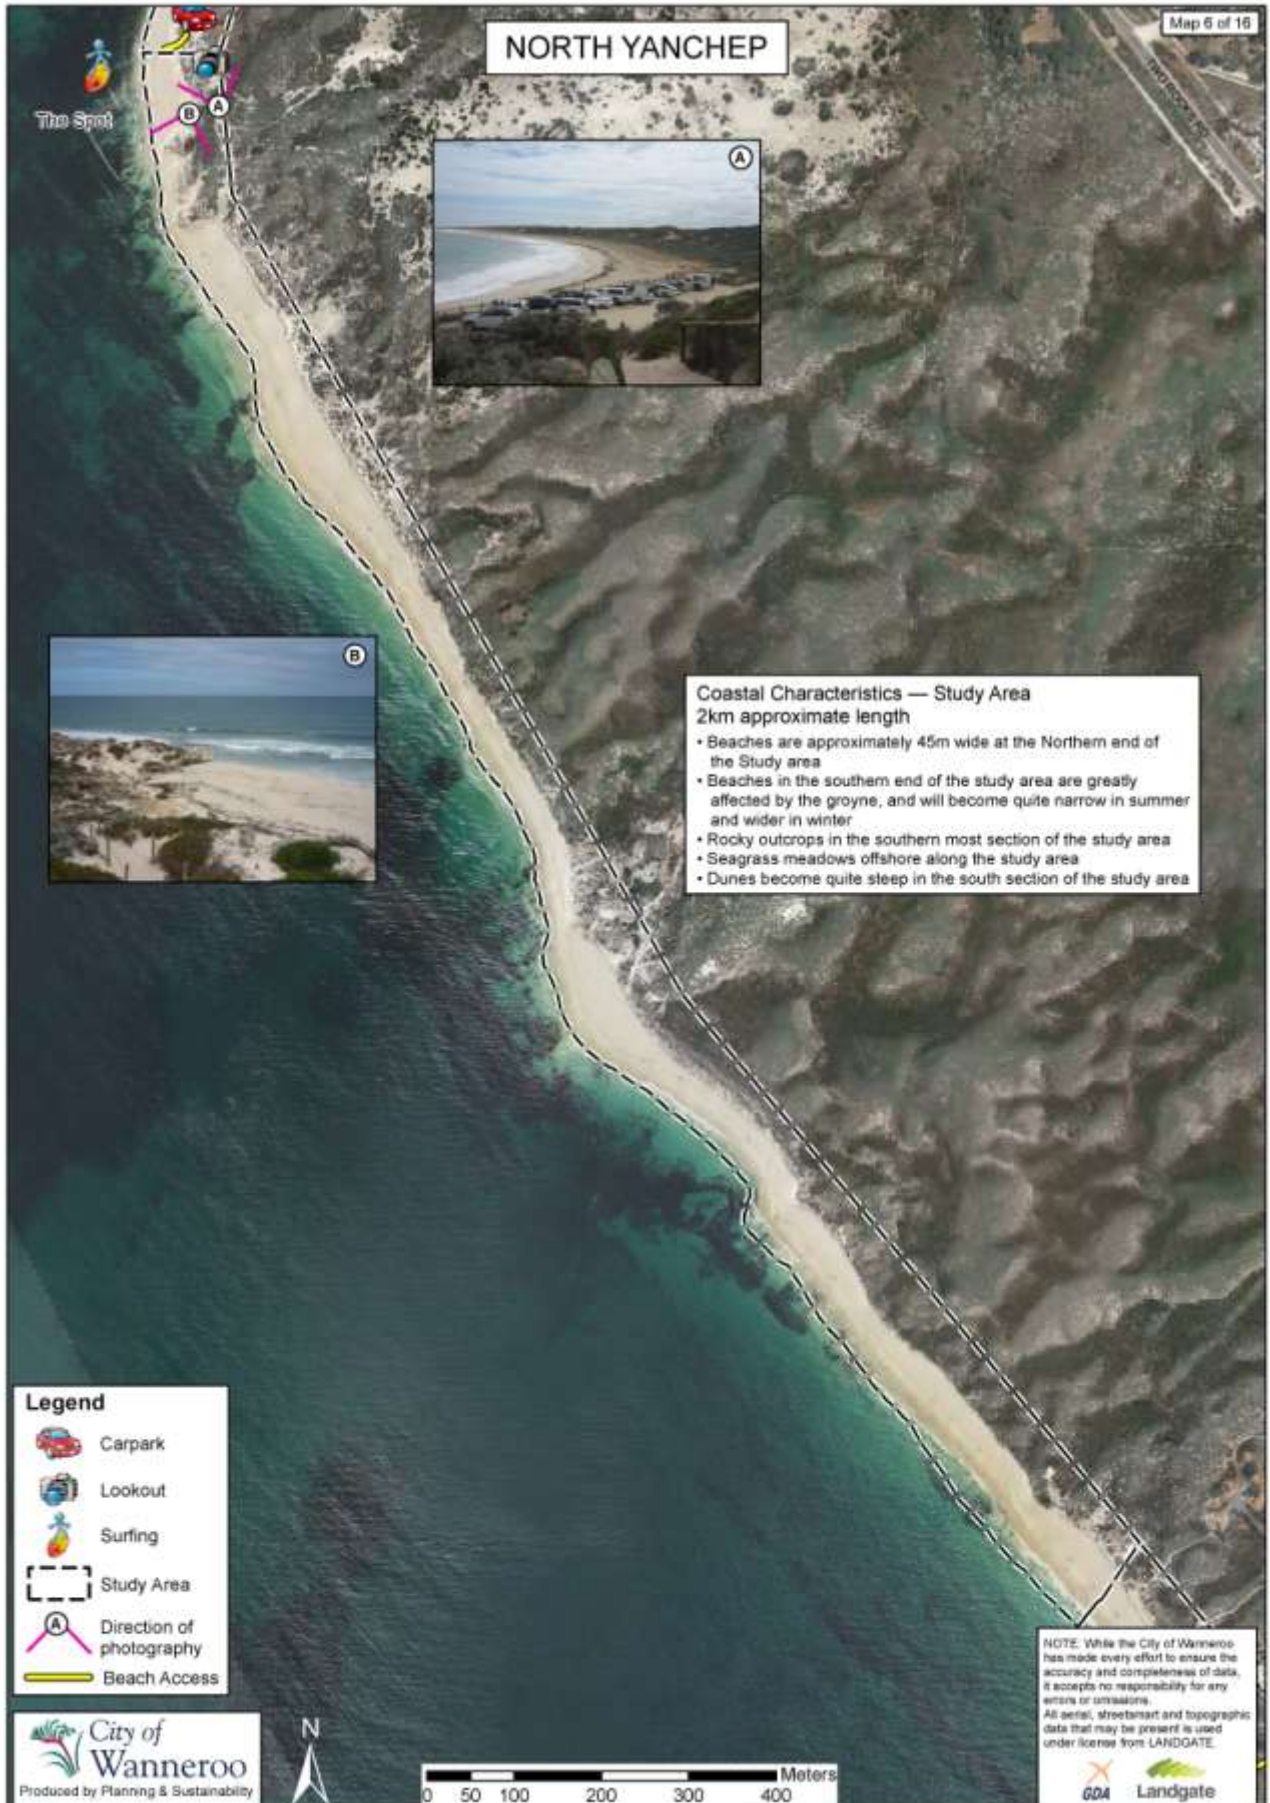 Map 6 of 16
NORTH YANCHEP
The Spot
A
B
A
B
Coastal Characteristics — Study Area
2km approximate length
• Beaches are approximately 45m wide at the Northern end of
the Study area
• Beaches in the southern end of the study area are greatly
affected by the groyne, and will become quite narrow in summer
and wider in winter
• Rocky outcrops in the southern most section of the study area
• Seagrass meadows offshore along the study area
• Dunes become quite steep in the south section of the study area
Legend
Carpark
Lookout
Surfing
Study Area
A
Direction of
photography
Beach Access
City of
Wanneroo
Produced by Planning & Sustainability
N
Meters
0 50 100 200 300 400
NOTE: While the City of Wanneroo
has made every effort to ensure the
accuracy and completeness of data,
it accepts no responsibility for any
errors or omissions.
All aerial, streetsmart and topographic
data that may be present is used
under license from LANDGATE.
GDA
Landgate